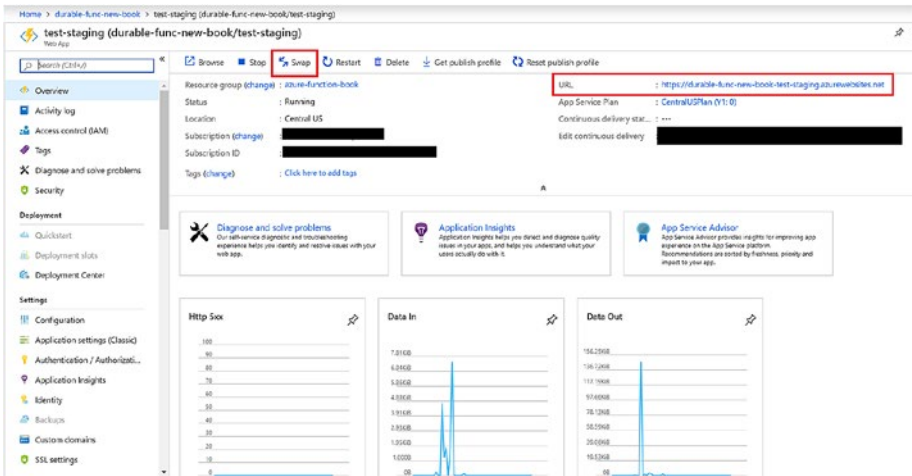 Home > durable-func-new-book > test-staging (durable-func-new-book/test-staging)
test-staging (durable-func-new-book/test-staging)
Web App
Search (Ctrl+/)
Browse Stop Swap Restart Delete Get publish profile Reset publish profile
Overview
Activity log
Access control (IAM)
Tags
Diagnose and solve problems
Security
Deployment
Quickstart
Deployment slots
Deployment Center
Settings
Configuration
Application settings (Classic)
Authentication / Authorizati...
Application Insights
Identity
Backups
Custom domains
SSL settings
Resource group (change) : azure-function-book
Status : Running
Location : Central US
Subscription (change) :
Subscription ID :
Tags (change) : Click here to add tags
URL : https://durable-func-new-book-test-staging.azurewebsites.net
App Service Plan : CentralUSPlan (Y1: 0)
Continuous delivery stat... : ---
Edit continuous delivery
Diagnose and solve problems
Our self-service diagnostic and troubleshooting
experience helps you identify and resolve issues with your
web app.
Application Insights
Application Insights helps you detect and diagnose quality
issues in your apps, and helps you understand what your
users actually do with it.
App Service Advisor
App Service Advisor provides insights for improving app
experience on the App Service platform.
Recommendations are sorted by freshness, priority and
impact to your app.
Http 5xx
100
90
80
70
60
50
40
30
20
10
0
Data In
0B
Data Out
0B